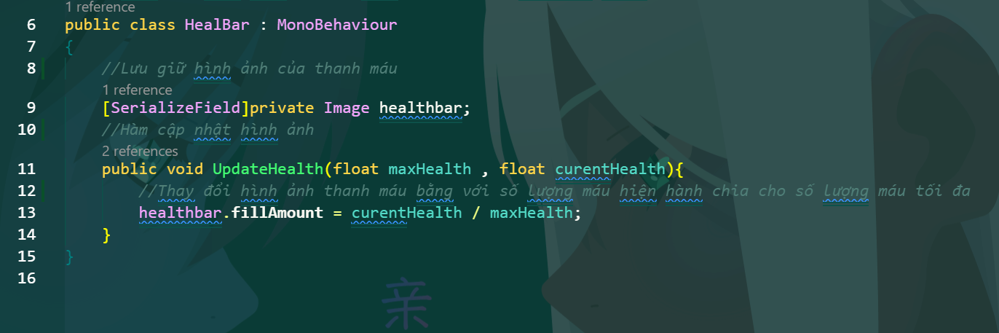 1 reference
6 public class HealBar : MonoBehaviour
7 {
8 //Lưu giữ hình ảnh của thanh máu
1 reference
9 [SerializeField]private Image healthbar;
10 //Hàm cập nhật hình ảnh
2 references
11 public void UpdateHealth(float maxHealth , float curentHealth){
12 //Thay đổi hình ảnh thanh máu bằng với số lượng máu hiện hành chia cho số lượng máu tối đa
13 healthbar.fillAmount = curentHealth / maxHealth;
14 }
15 }
16
亲